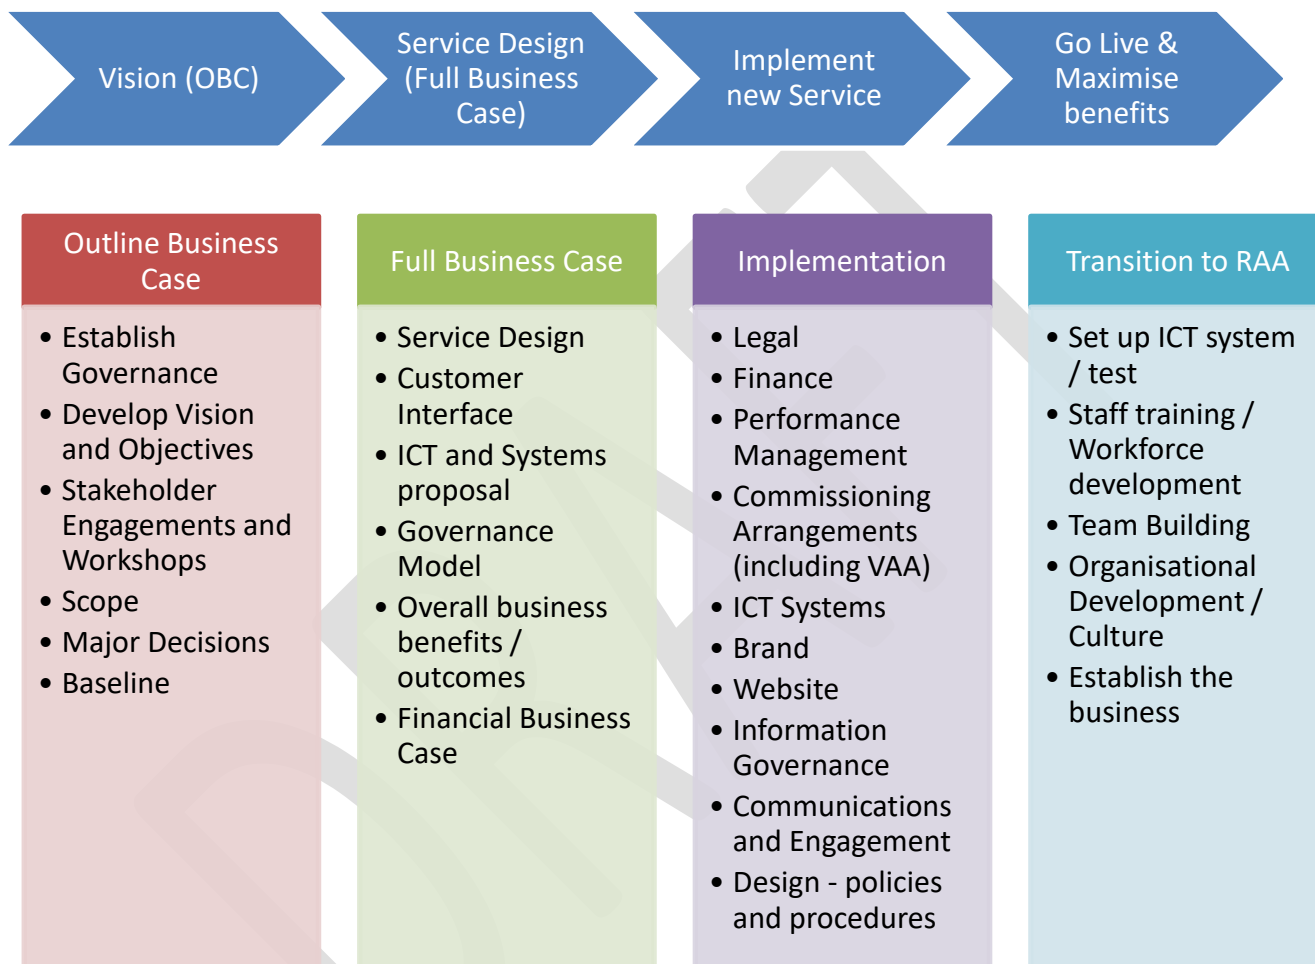 Vision (OBC)
Service Design
(Full Business
Case)
Implement
new Service
Go Live &
Maximise
benefits
Outline Business
Case
• Establish
Governance
• Develop Vision
and Objectives
• Stakeholder
Engagements and
Workshops
• Scope
• Major Decisions
• Baseline
Full Business Case
• Service Design
• Customer
Interface
• ICT and Systems
proposal
• Governance
Model
• Overall business
benefits /
outcomes
• Financial Business
Case
Implementation
• Legal
• Finance
• Performance
Management
• Commissioning
Arrangements
(including VAA)
• ICT Systems
• Brand
• Website
• Information
Governance
• Communications
and Engagement
• Design - policies
and procedures
Transition to RAA
• Set up ICT system
/ test
• Staff training /
Workforce
development
• Team Building
• Organisational
Development /
Culture
• Establish the
business
DRAFT